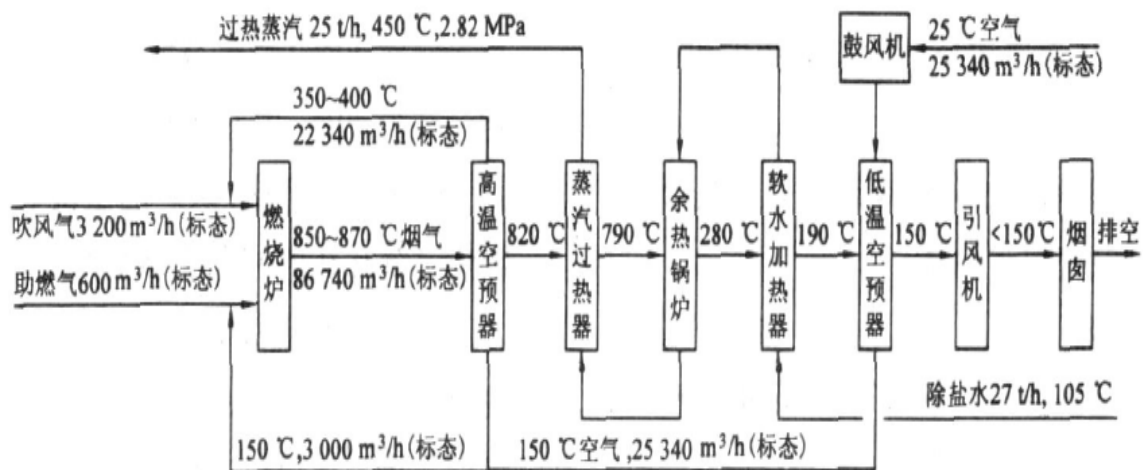 过热蒸汽 25 t/h, 450 ℃,2.82 MPa
鼓风机
25 ℃空气
25 340 m³/h(标态)
350~400 ℃
22 340 m³/h(标态)
吹风气3 200m³/h(标态)
助燃气600m³/h(标态)
燃烧炉
850~870 ℃烟气
86 740 m³/h(标态)
高温空预器
820 ℃
蒸汽过热器
790 ℃
余热锅炉
280 ℃
软水加热器
190 ℃
低温空预器
150 ℃
引风机
<150℃
烟囱
排空
除盐水27 t/h, 105 ℃
150 ℃,3 000 m³/h(标态)
150 ℃空气,25 340 m³/h(标态)